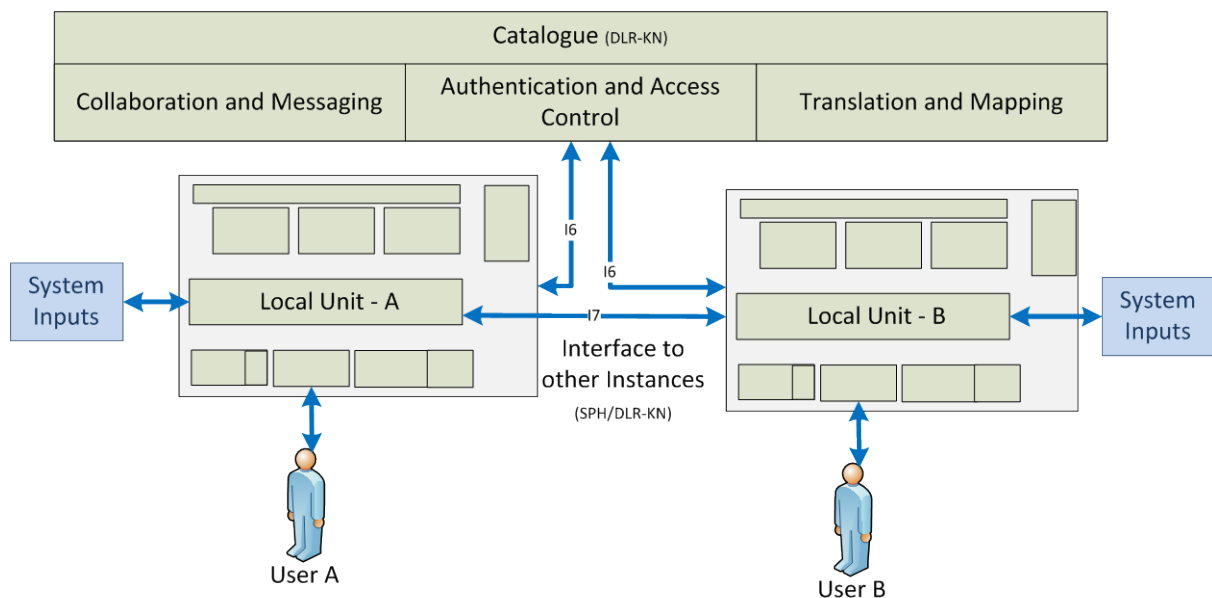 Catalogue (DLR-KN)
Collaboration and Messaging
Authentication and Access
Control
Translation and Mapping
I6
I6
System
Inputs
Local Unit - A
I7
Local Unit - B
System
Inputs
Interface to
other Instances
(SPH/DLR-KN)
User A
User B